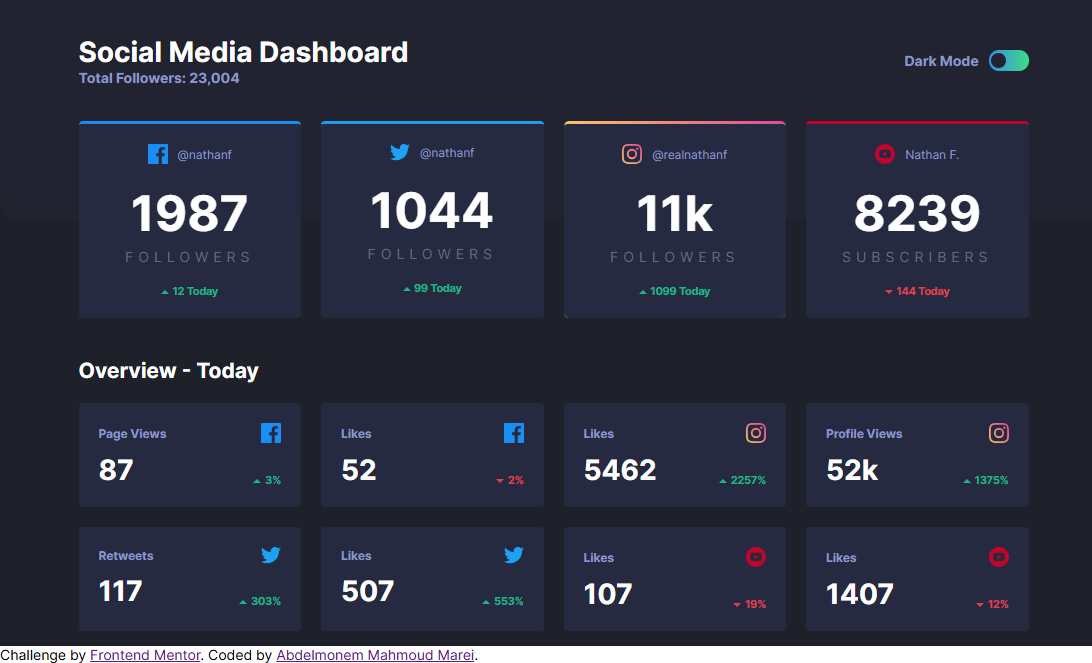 Social Media Dashboard
Total Followers: 23,004
Dark Mode
@nathanf
1987
FOLLOWERS
12 Today
@nathanf
1044
FOLLOWERS
99 Today
@realnathanf
11k
FOLLOWERS
1099 Today
Nathan F.
8239
SUBSCRIBERS
144 Today
Overview - Today
Page Views
87
3%
Likes
52
2%
Likes
5462
2257%
Profile Views
52k
1375%
Retweets
117
303%
Likes
507
553%
Likes
107
19%
Likes
1407
12%
Challenge by Frontend Mentor. Coded by Abdelmonem Mahmoud Marei.